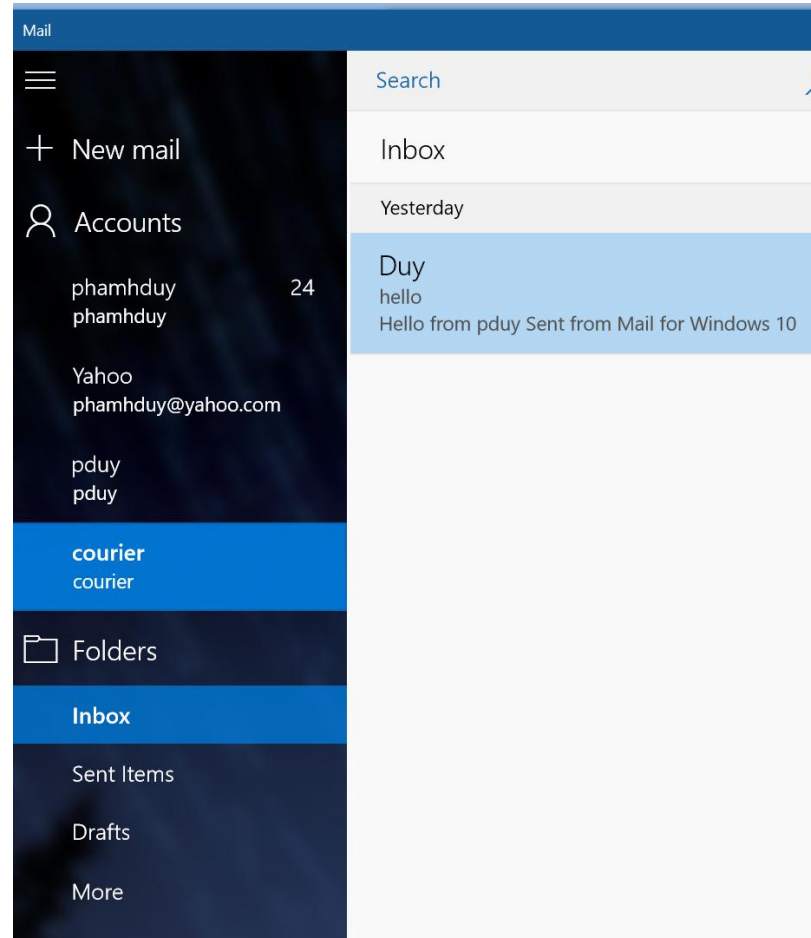 Mail
New mail
Accounts
phamhduy 24
phamhduy
Yahoo
phamhduy@yahoo.com
pduy
pduy
courier
courier
Folders
Inbox
Sent Items
Drafts
More
Search
Inbox
Yesterday
Duy
hello
Hello from pduy Sent from Mail for Windows 10